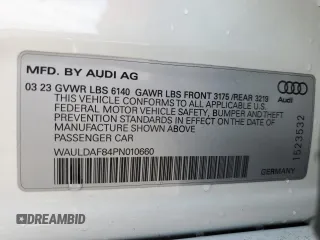 MFD. BY AUDI AG
03 23 GVWR LBS 6140 GAWR LBS FRONT 3175 /REAR 3219
THIS VEHICLE CONFORMS TO ALL APPLICABLE U.S.
FEDERAL MOTOR VEHICLE SAFETY, BUMPER AND THEFT
PREVENTION STANDARDS IN EFFECT ON THE DATE OF
MANUFACTURE SHOWN ABOVE.
PASSENGER CAR
WAULDAF84PN010660
Audi
1523532
GERMANY
DREAMBID